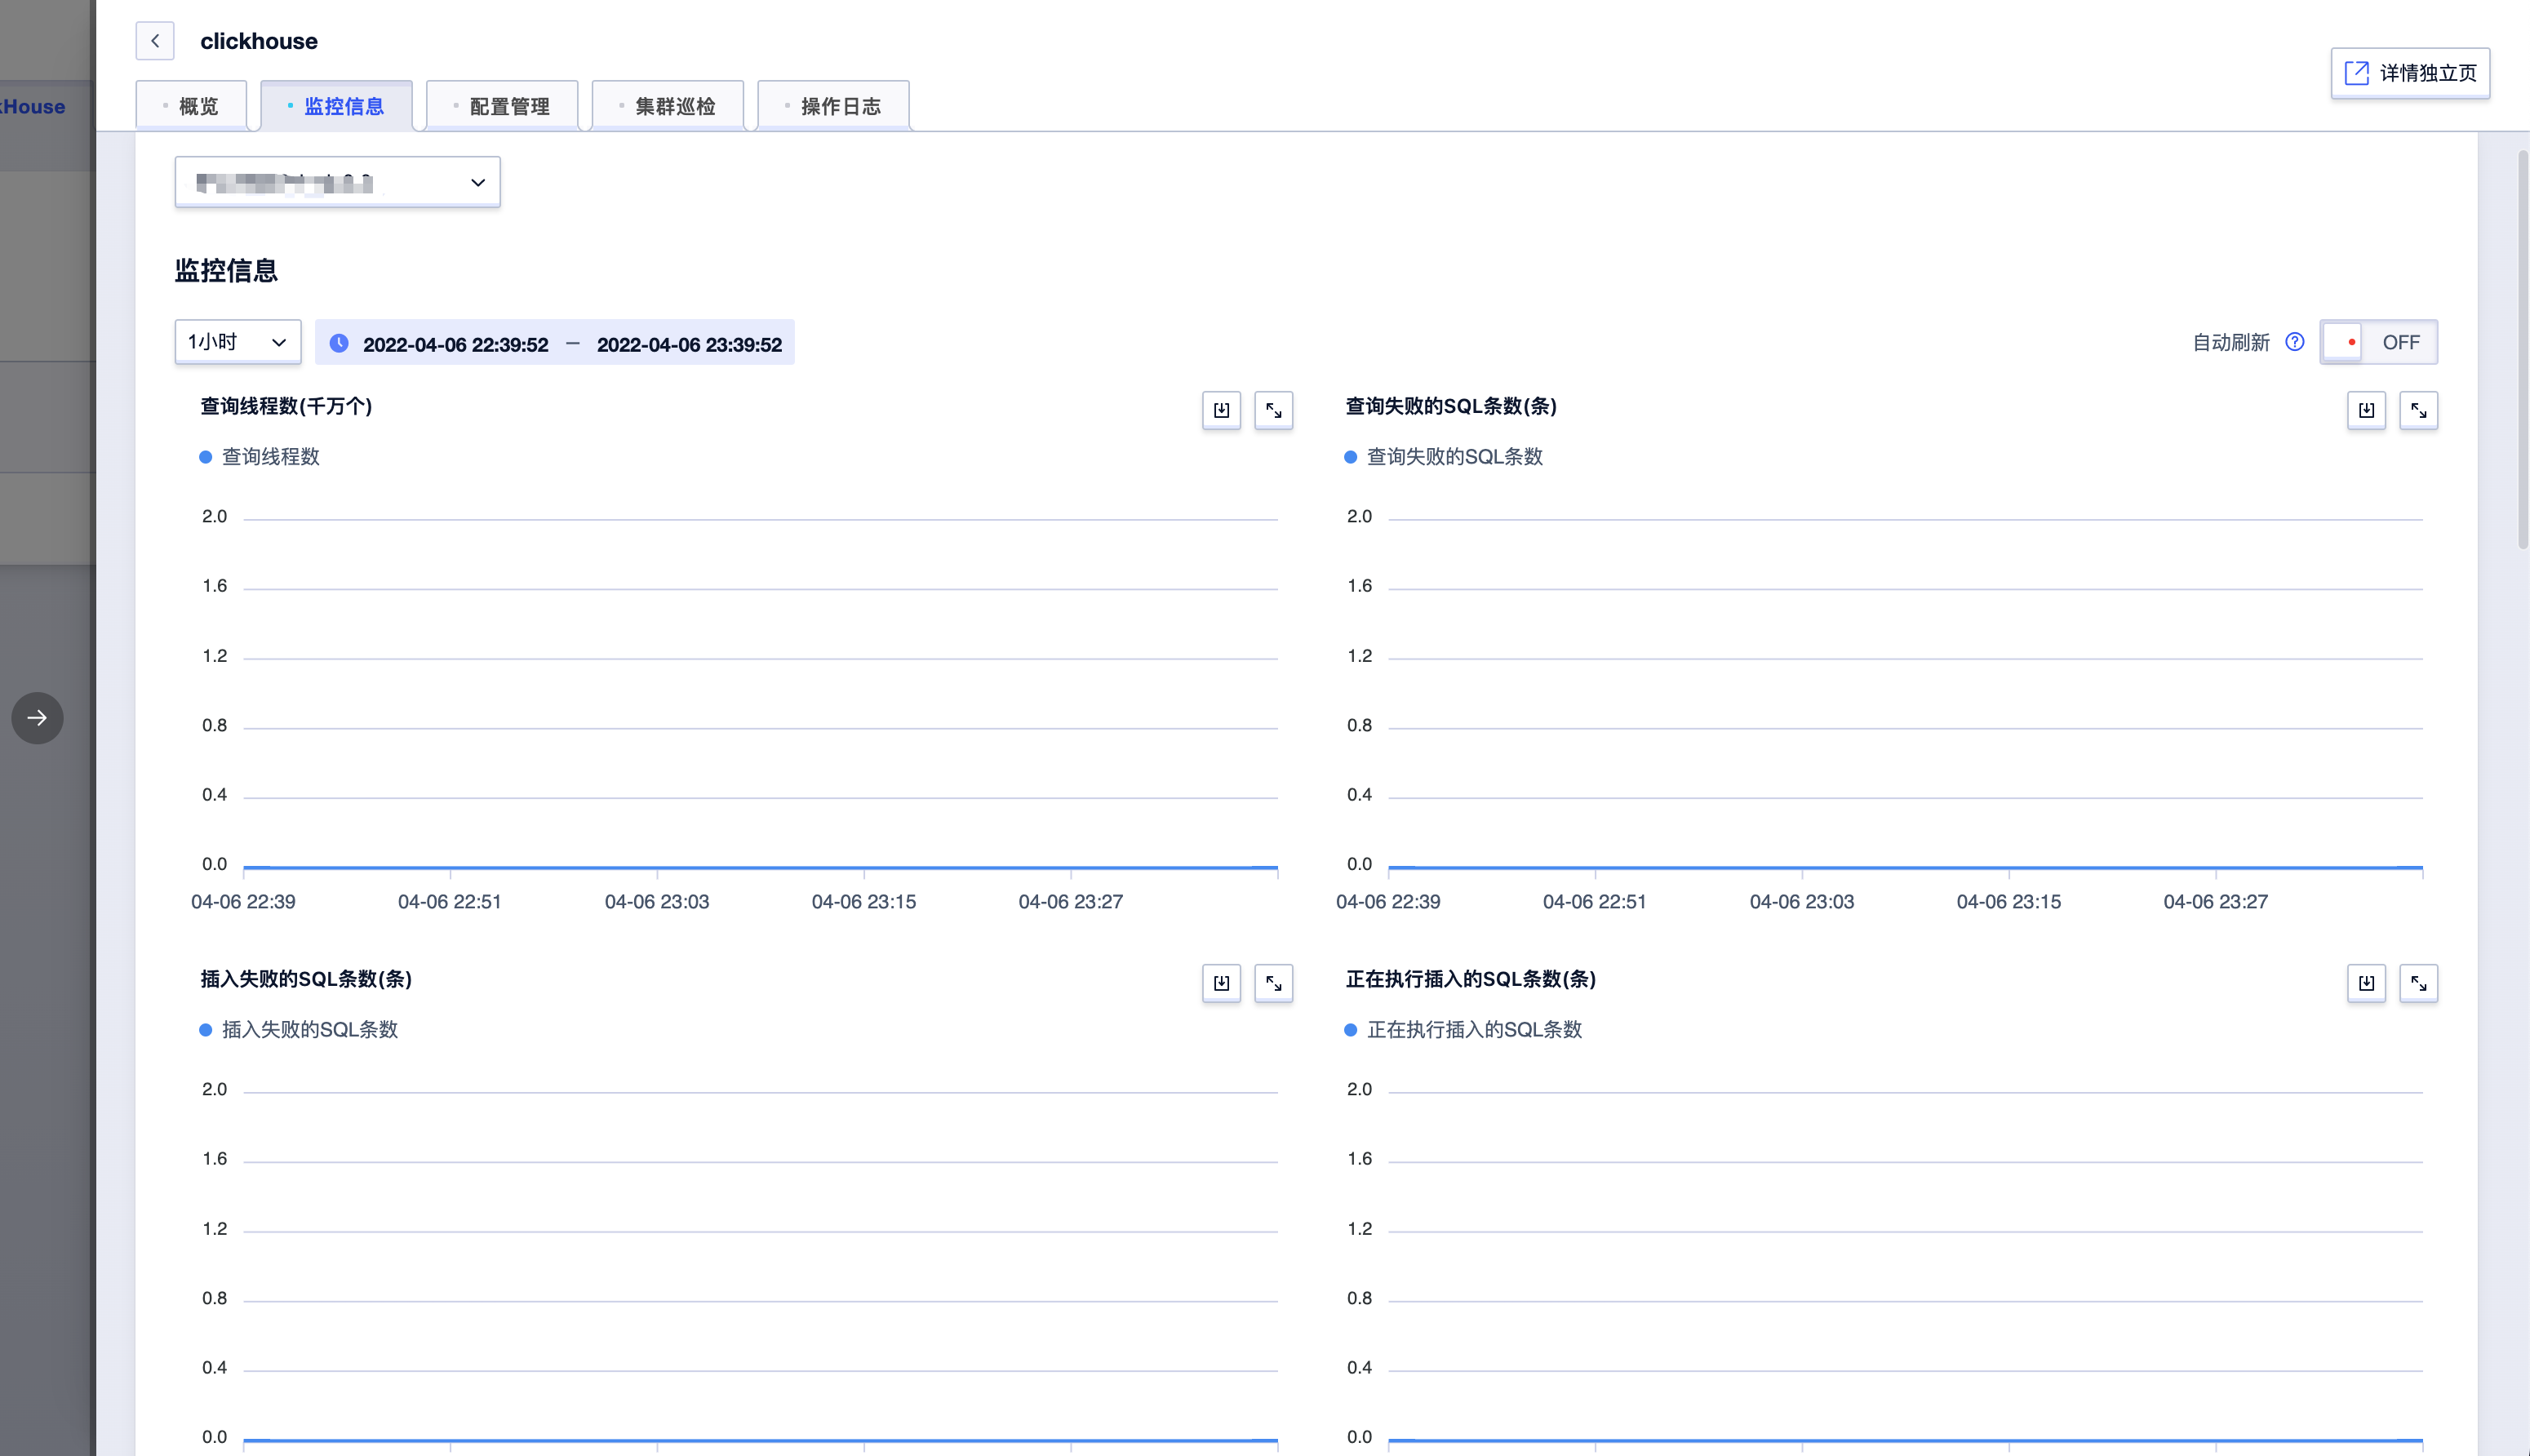 clickhouse
详情独立页
kHouse
概览
监控信息
配置管理
集群巡检
操作日志
监控信息
1小时
2022-04-06 22:39:52 — 2022-04-06 23:39:52
自动刷新
OFF
查询线程数(千万个)
查询线程数
2.0
1.6
1.2
0.8
0.4
0.0
04-06 22:39
04-06 22:51
04-06 23:03
04-06 23:15
04-06 23:27
查询失败的SQL条数(条)
查询失败的SQL条数
2.0
1.6
1.2
0.8
0.4
0.0
04-06 22:39
04-06 22:51
04-06 23:03
04-06 23:15
04-06 23:27
插入失败的SQL条数(条)
插入失败的SQL条数
2.0
1.6
1.2
0.8
0.4
0.0
正在执行插入的SQL条数(条)
正在执行插入的SQL条数
2.0
1.6
1.2
0.8
0.4
0.0